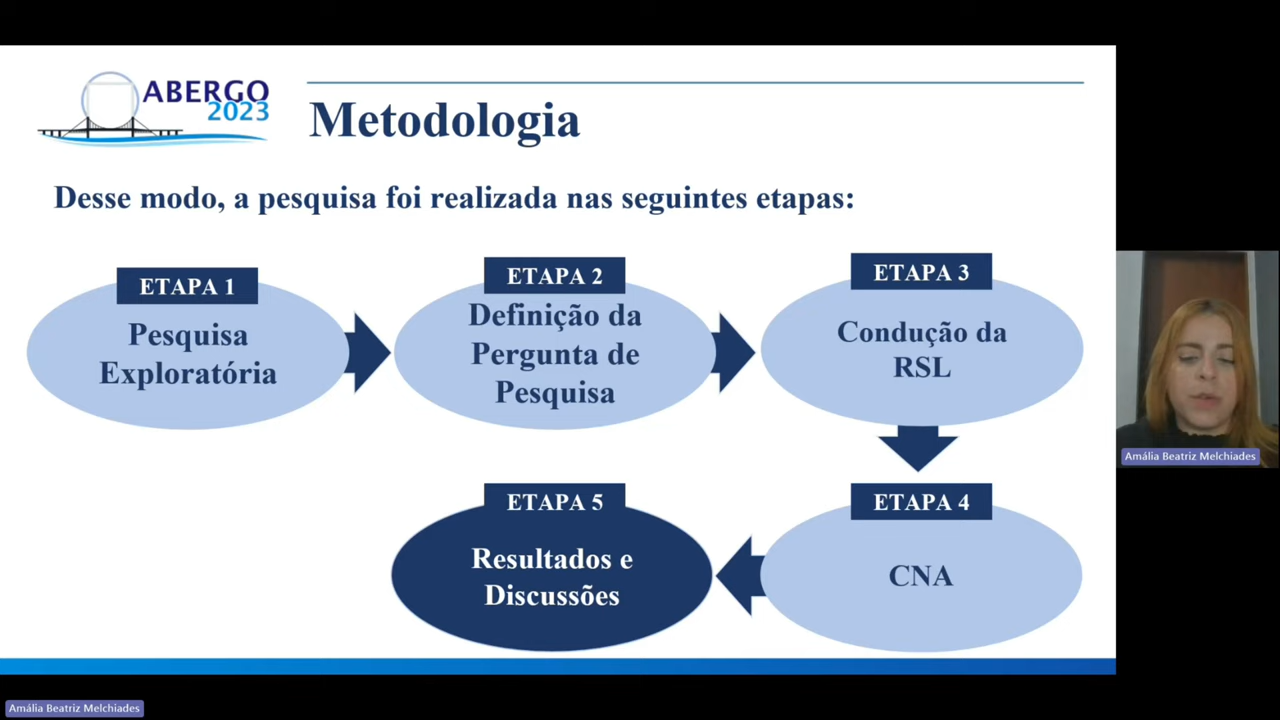 ABERGO
2023
Metodologia
Desse modo, a pesquisa foi realizada nas seguintes etapas:
ETAPA 1
Pesquisa
Exploratória
ETAPA 2
Definição da
Pergunta de
Pesquisa
ETAPA 3
Condução da
RSL
ETAPA 4
CNA
ETAPA 5
Resultados e
Discussões
Amália Beatriz Melchiades
Amália Beatriz Melchiades